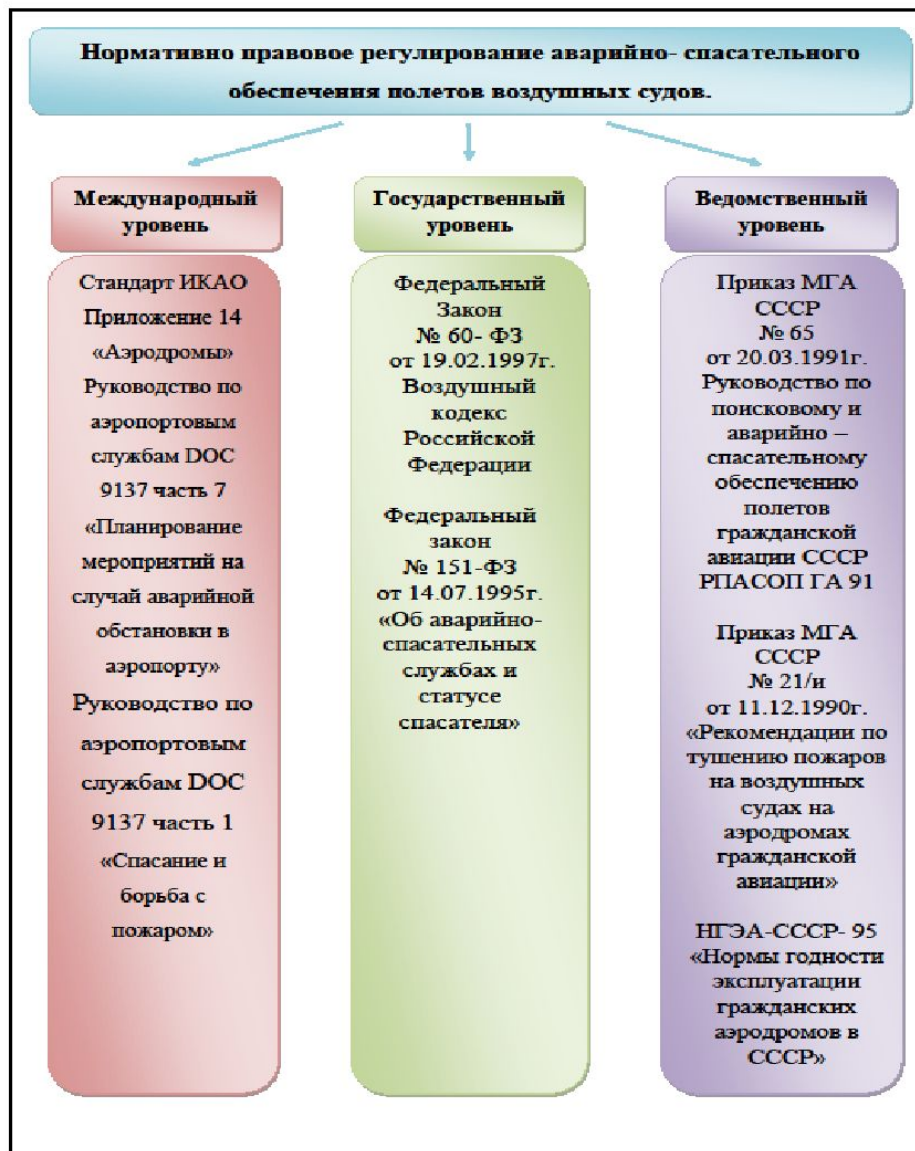 Нормативно правовое регулирование аварийно- спасательного
обеспечения полетов воздушных судов.
Международный
уровень
Стандарт ИКАО
Приложение 14
«Аэродромы»
Руководство по
аэропортовым
службам DOC
9137 часть 7
«Планирование
мероприятий на
случай аварийной
обстановки в
аэропорту»
Руководство по
аэропортовым
службам DOC
9137 часть 1
«Спасание и
борьба с
пожаром»
Государственный
уровень
Федеральный
Закон
№ 60- ФЗ
от 19.02.1997г.
Воздушный
кодекс
Российской
Федерации
Федеральный
закон
№ 151-ФЗ
от 14.07.1995г.
«Об аварийно-
спасательных
службах и
статусе
спасателя»
Ведомственный
уровень
Приказ МГА
СССР
№ 65
от 20.03.1991г.
Руководство по
поисковому и
аварийно –
спасательному
обеспечению
полетов
гражданской
авиации СССР
РПАСОП ГА 91
Приказ МГА
СССР
№ 21/и
от 11.12.1990г.
«Рекомендации по
тушению пожаров
на воздушных
судах на
аэродромах
гражданской
авиации»
НГЭА-СССР- 95
«Нормы годности
эксплуатации
гражданских
аэродромов в
СССР»